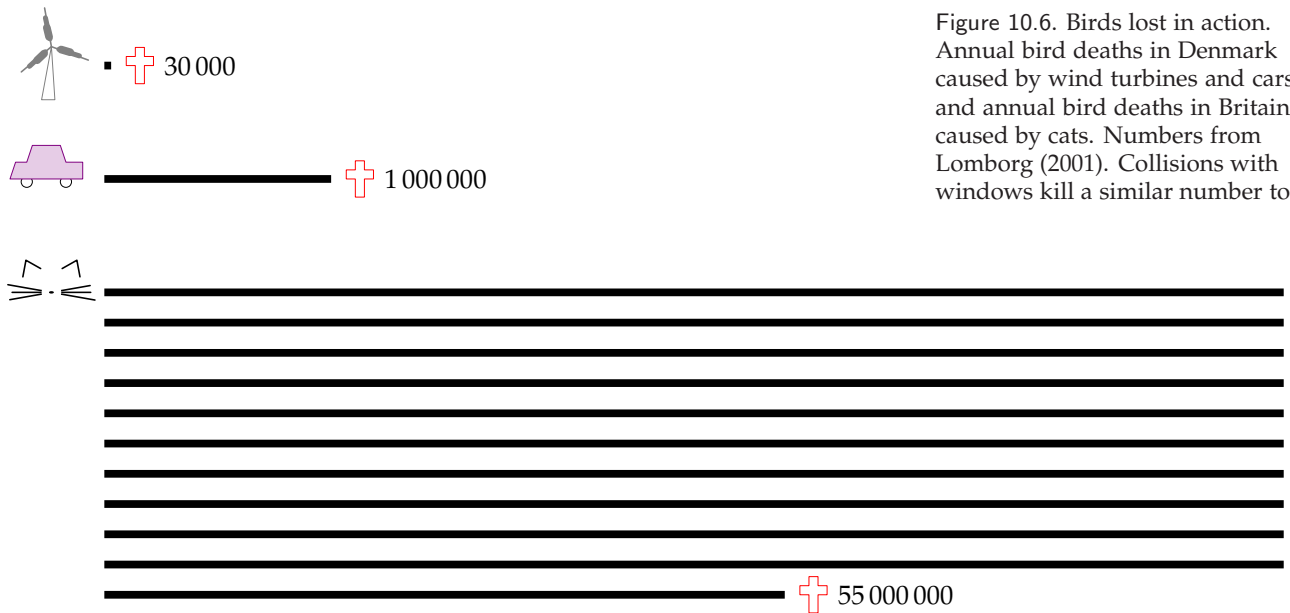 Figure 10.6. Birds lost in action.
Annual bird deaths in Denmark
caused by wind turbines and cars
and annual bird deaths in Britain
caused by cats. Numbers from
Lomborg (2001). Collisions with
windows kill a similar number to
30 000
1 000 000
55 000 000